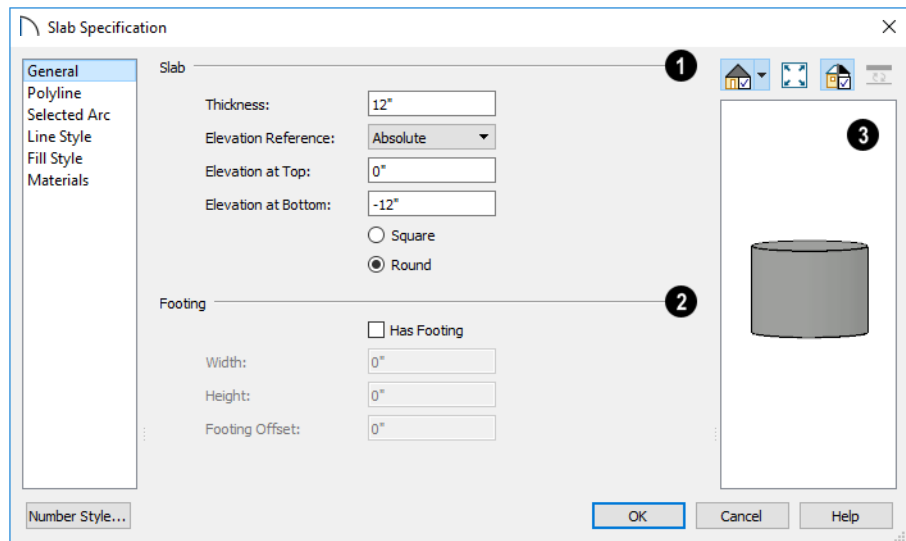 Slab Specification
General
Polyline
Selected Arc
Line Style
Fill Style
Materials
Slab
1
Thickness: 12"
Elevation Reference: Absolute
Elevation at Top: 0"
Elevation at Bottom: -12"
Square
Round
Footing
2
Has Footing
Width: 0"
Height: 0"
Footing Offset: 0"
3
Number Style...
OK
Cancel
Help